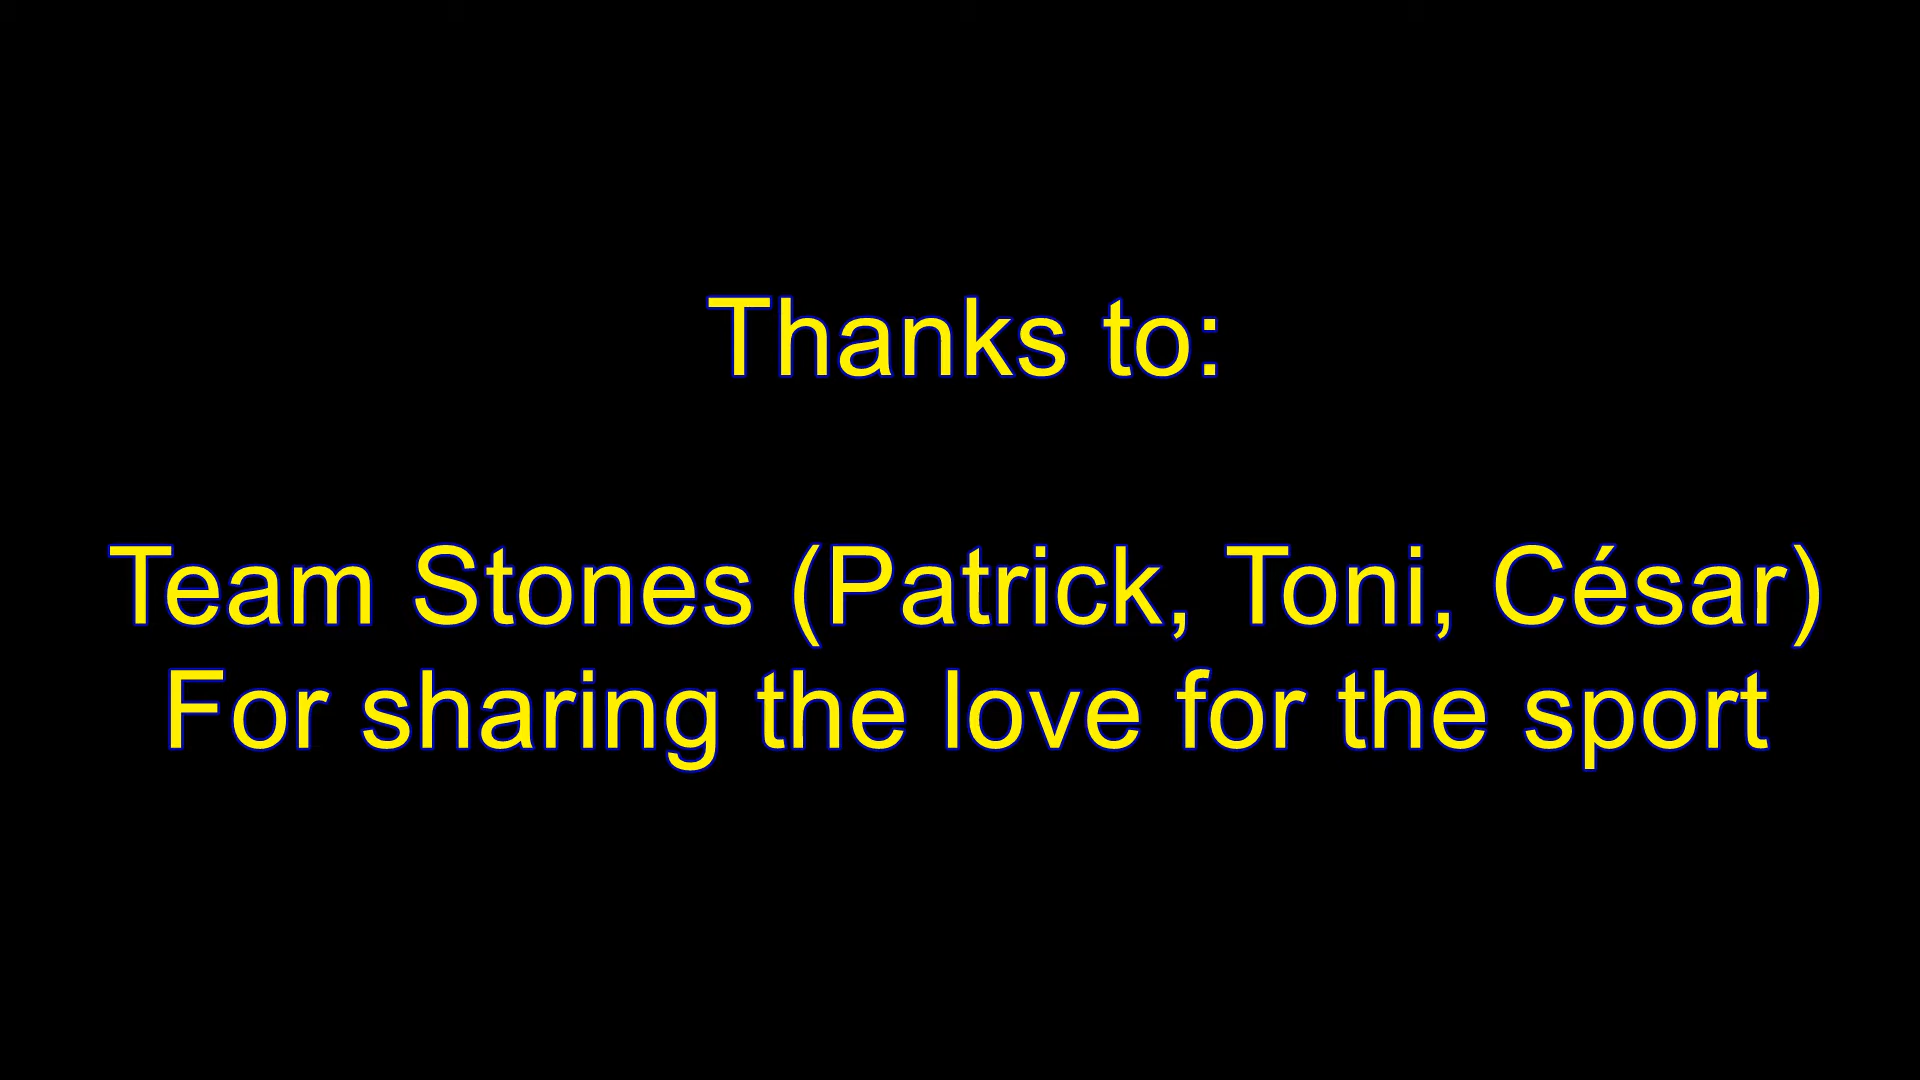 Thanks to:
Team Stones (Patrick, Toni, César)
For sharing the love for the sport